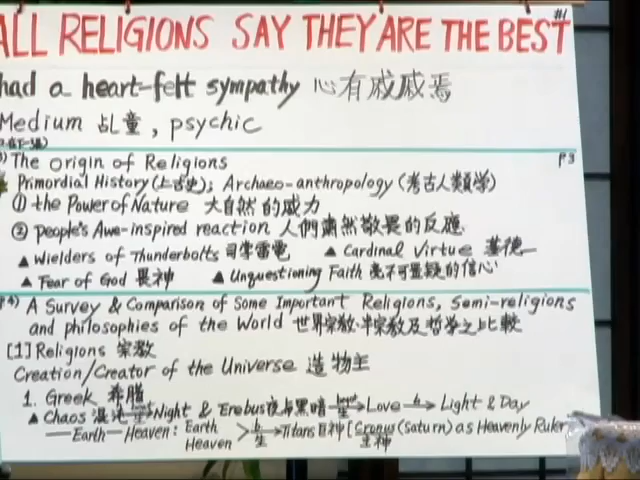 #1
ALL RELIGIONS SAY THEY ARE THE BEST
had a heart-felt sympathy 心有戚戚焉
Medium 乩童, psychic
The Origin of Religions P3
Primordial History (上古史); Archaeo-anthropology (考古人類學)
① the Power of Nature 大自然的威力
② people's Awe-inspired reaction 人們肅然敬畏的反應
▲ Wielders of Thunderbolts 司掌雷電 ▲ Cardinal Virtue 基德
▲ Fear of God 畏神 ▲ Unquestioning Faith 毫不置疑的信心
A Survey & Comparison of Some Important Religions, Semi-religions
and philosophies of the World 世界宗教·半宗教及哲學之比較
[1] Religions 宗教
Creation/Creator of the Universe 造物主
1. Greek 希臘
▲ Chaos 混沌 Night & Erebus 夜与黑暗 生 Love → Light & Day
Earth — Heaven: Earth Heaven > b 生 → Titans 巨神 [Cronus (Saturn) as Heavenly Ruler
主神